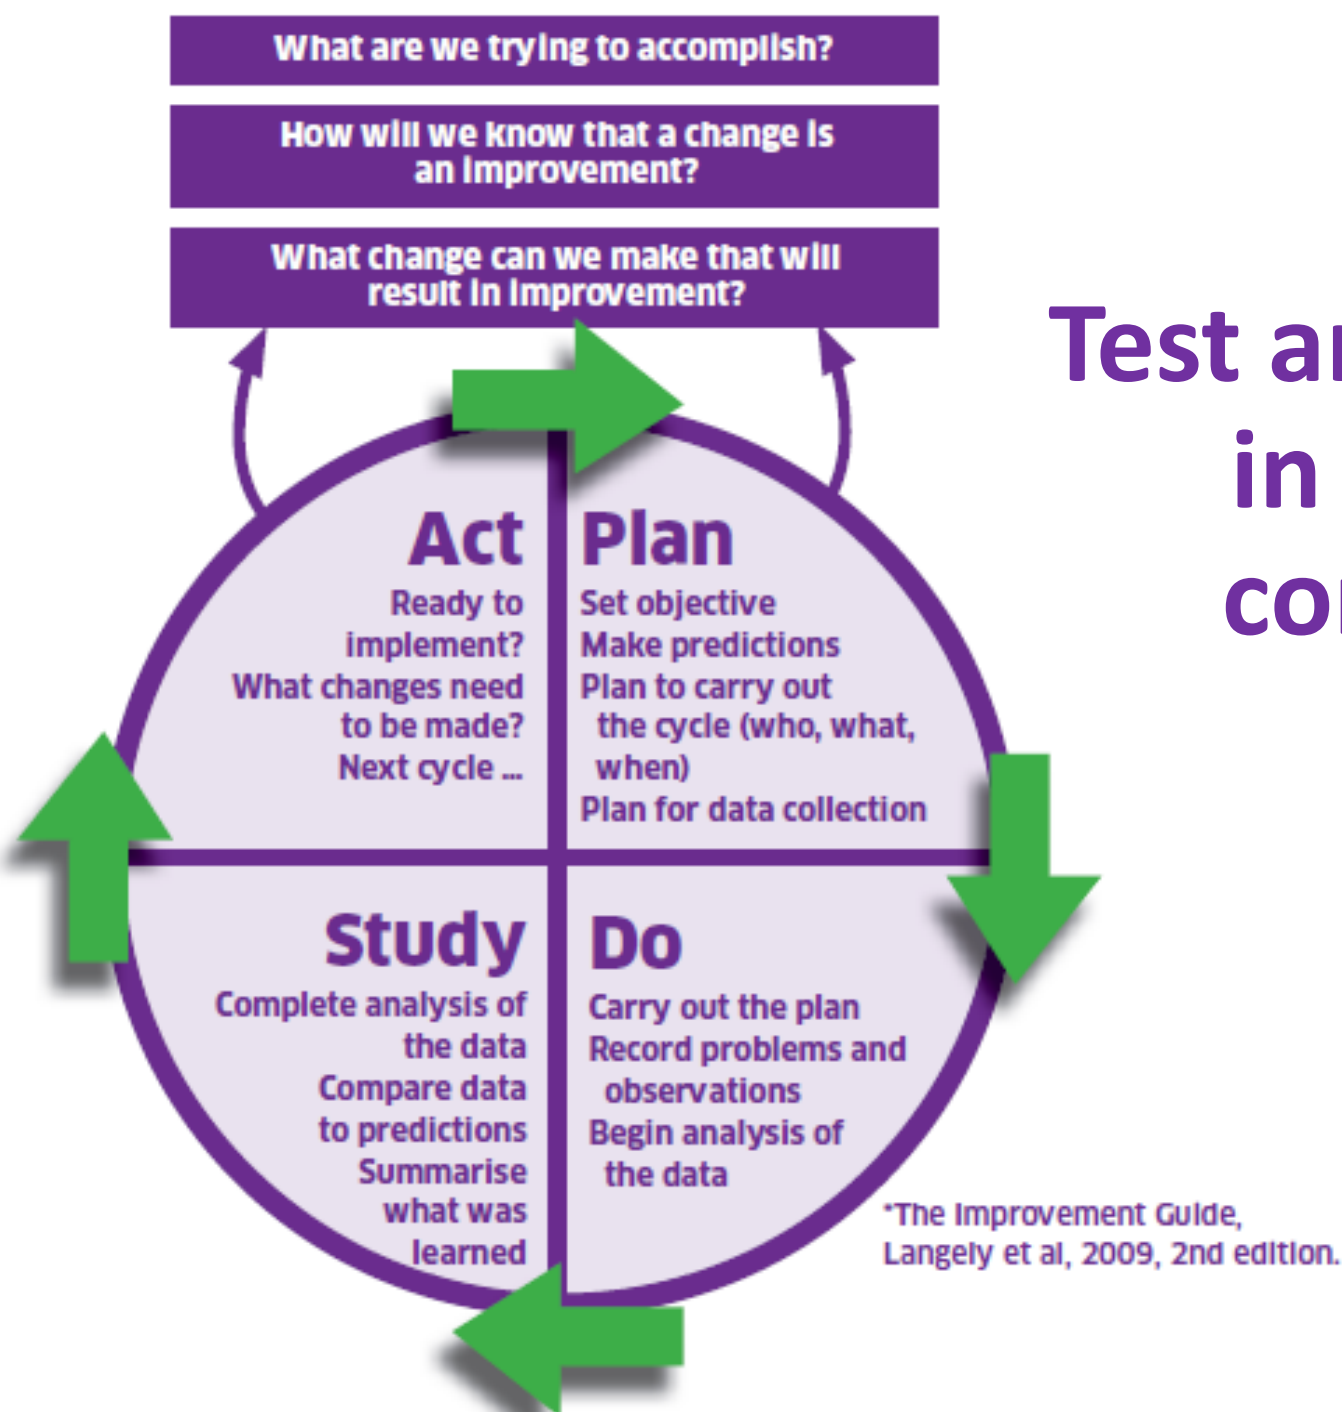 What are we trying to accomplish?
How will we know that a change is
an improvement?
What change can we make that will
result in improvement?
Test
in
Act
Ready to
implement?
What changes need
to be made?
Next cycle ...
Plan
Set objective
Make predictions
Plan to carry out
the cycle (who, what,
when)
Plan for data collection
Study
Complete analysis of
the data
Compare data
to predictions
Summarise
what was
learned
Do
Carry out the plan
Record problems and
observations
Begin analysis of
the data
*The Improvement Guide,
Langely et al, 2009, 2nd edition.